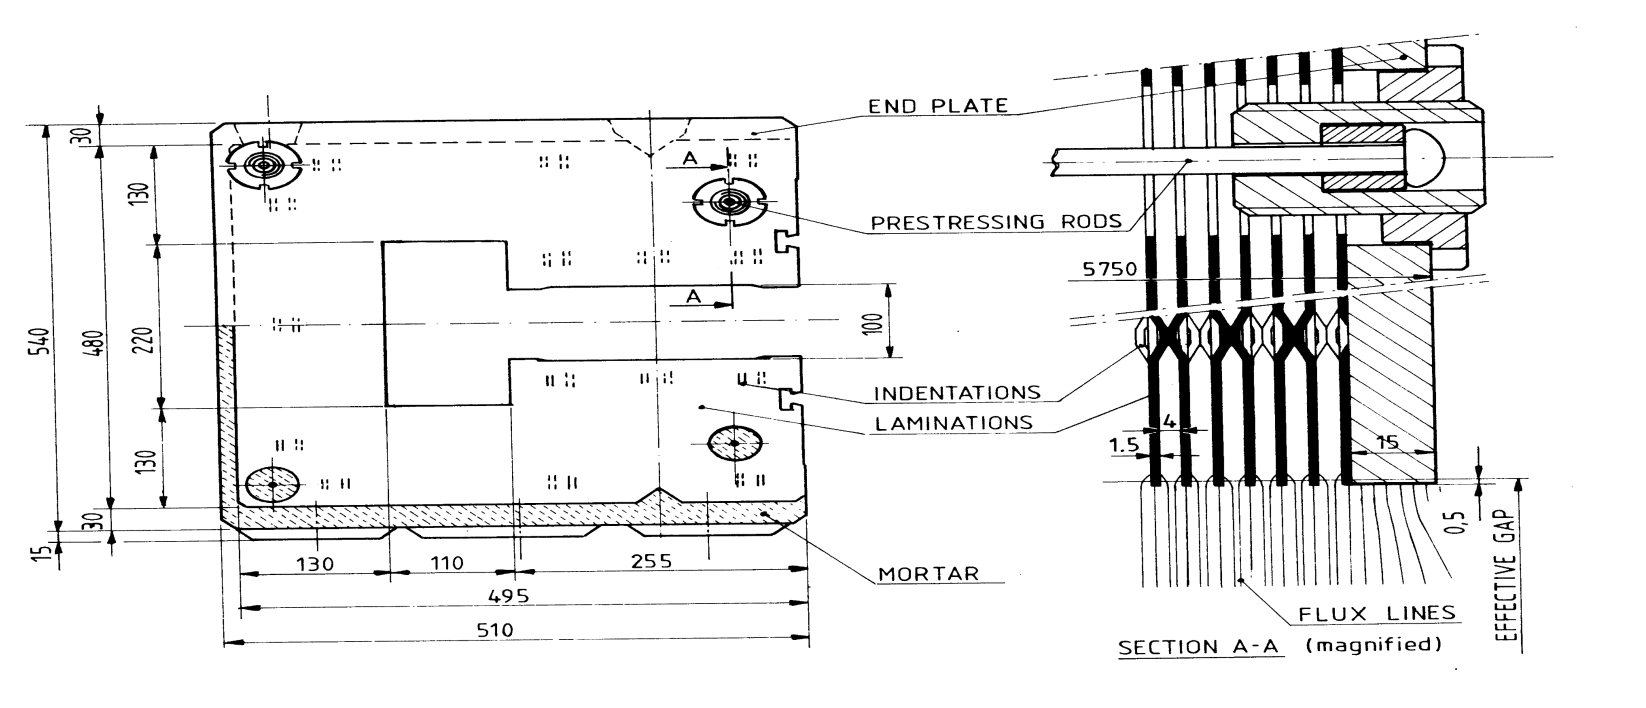 END PLATE
30
A
130
PRESTRESSING RODS
5750
A
540
480
220
100
INDENTATIONS
LAMINATIONS
4
1.5
15
130
30
15
0,5
EFFECTIVE GAP
130
110
255
MORTAR
495
510
FLUX LINES
SECTION A-A (magnified)